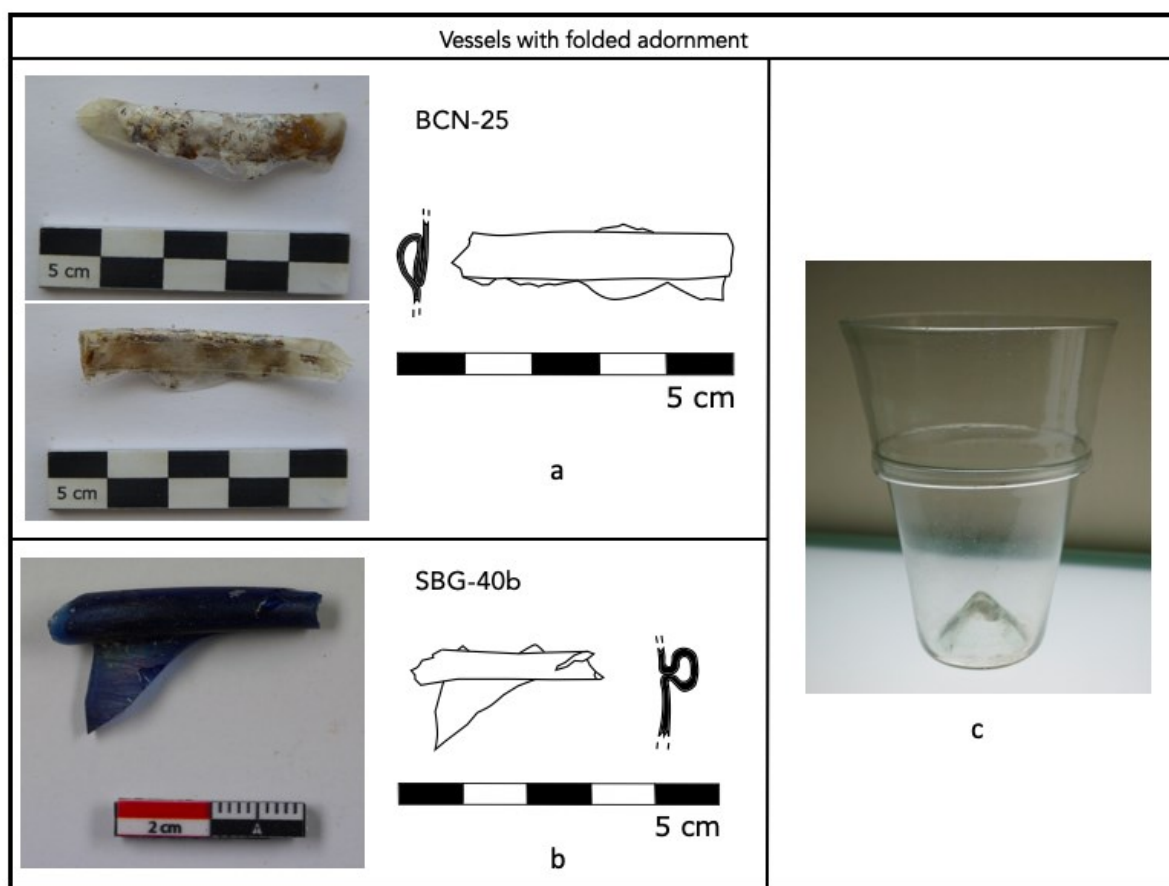 Vessels with folded adornment
BCN-25
5 cm
5 cm
5 cm
a
SBG-40b
2 cm
A
5 cm
b
c